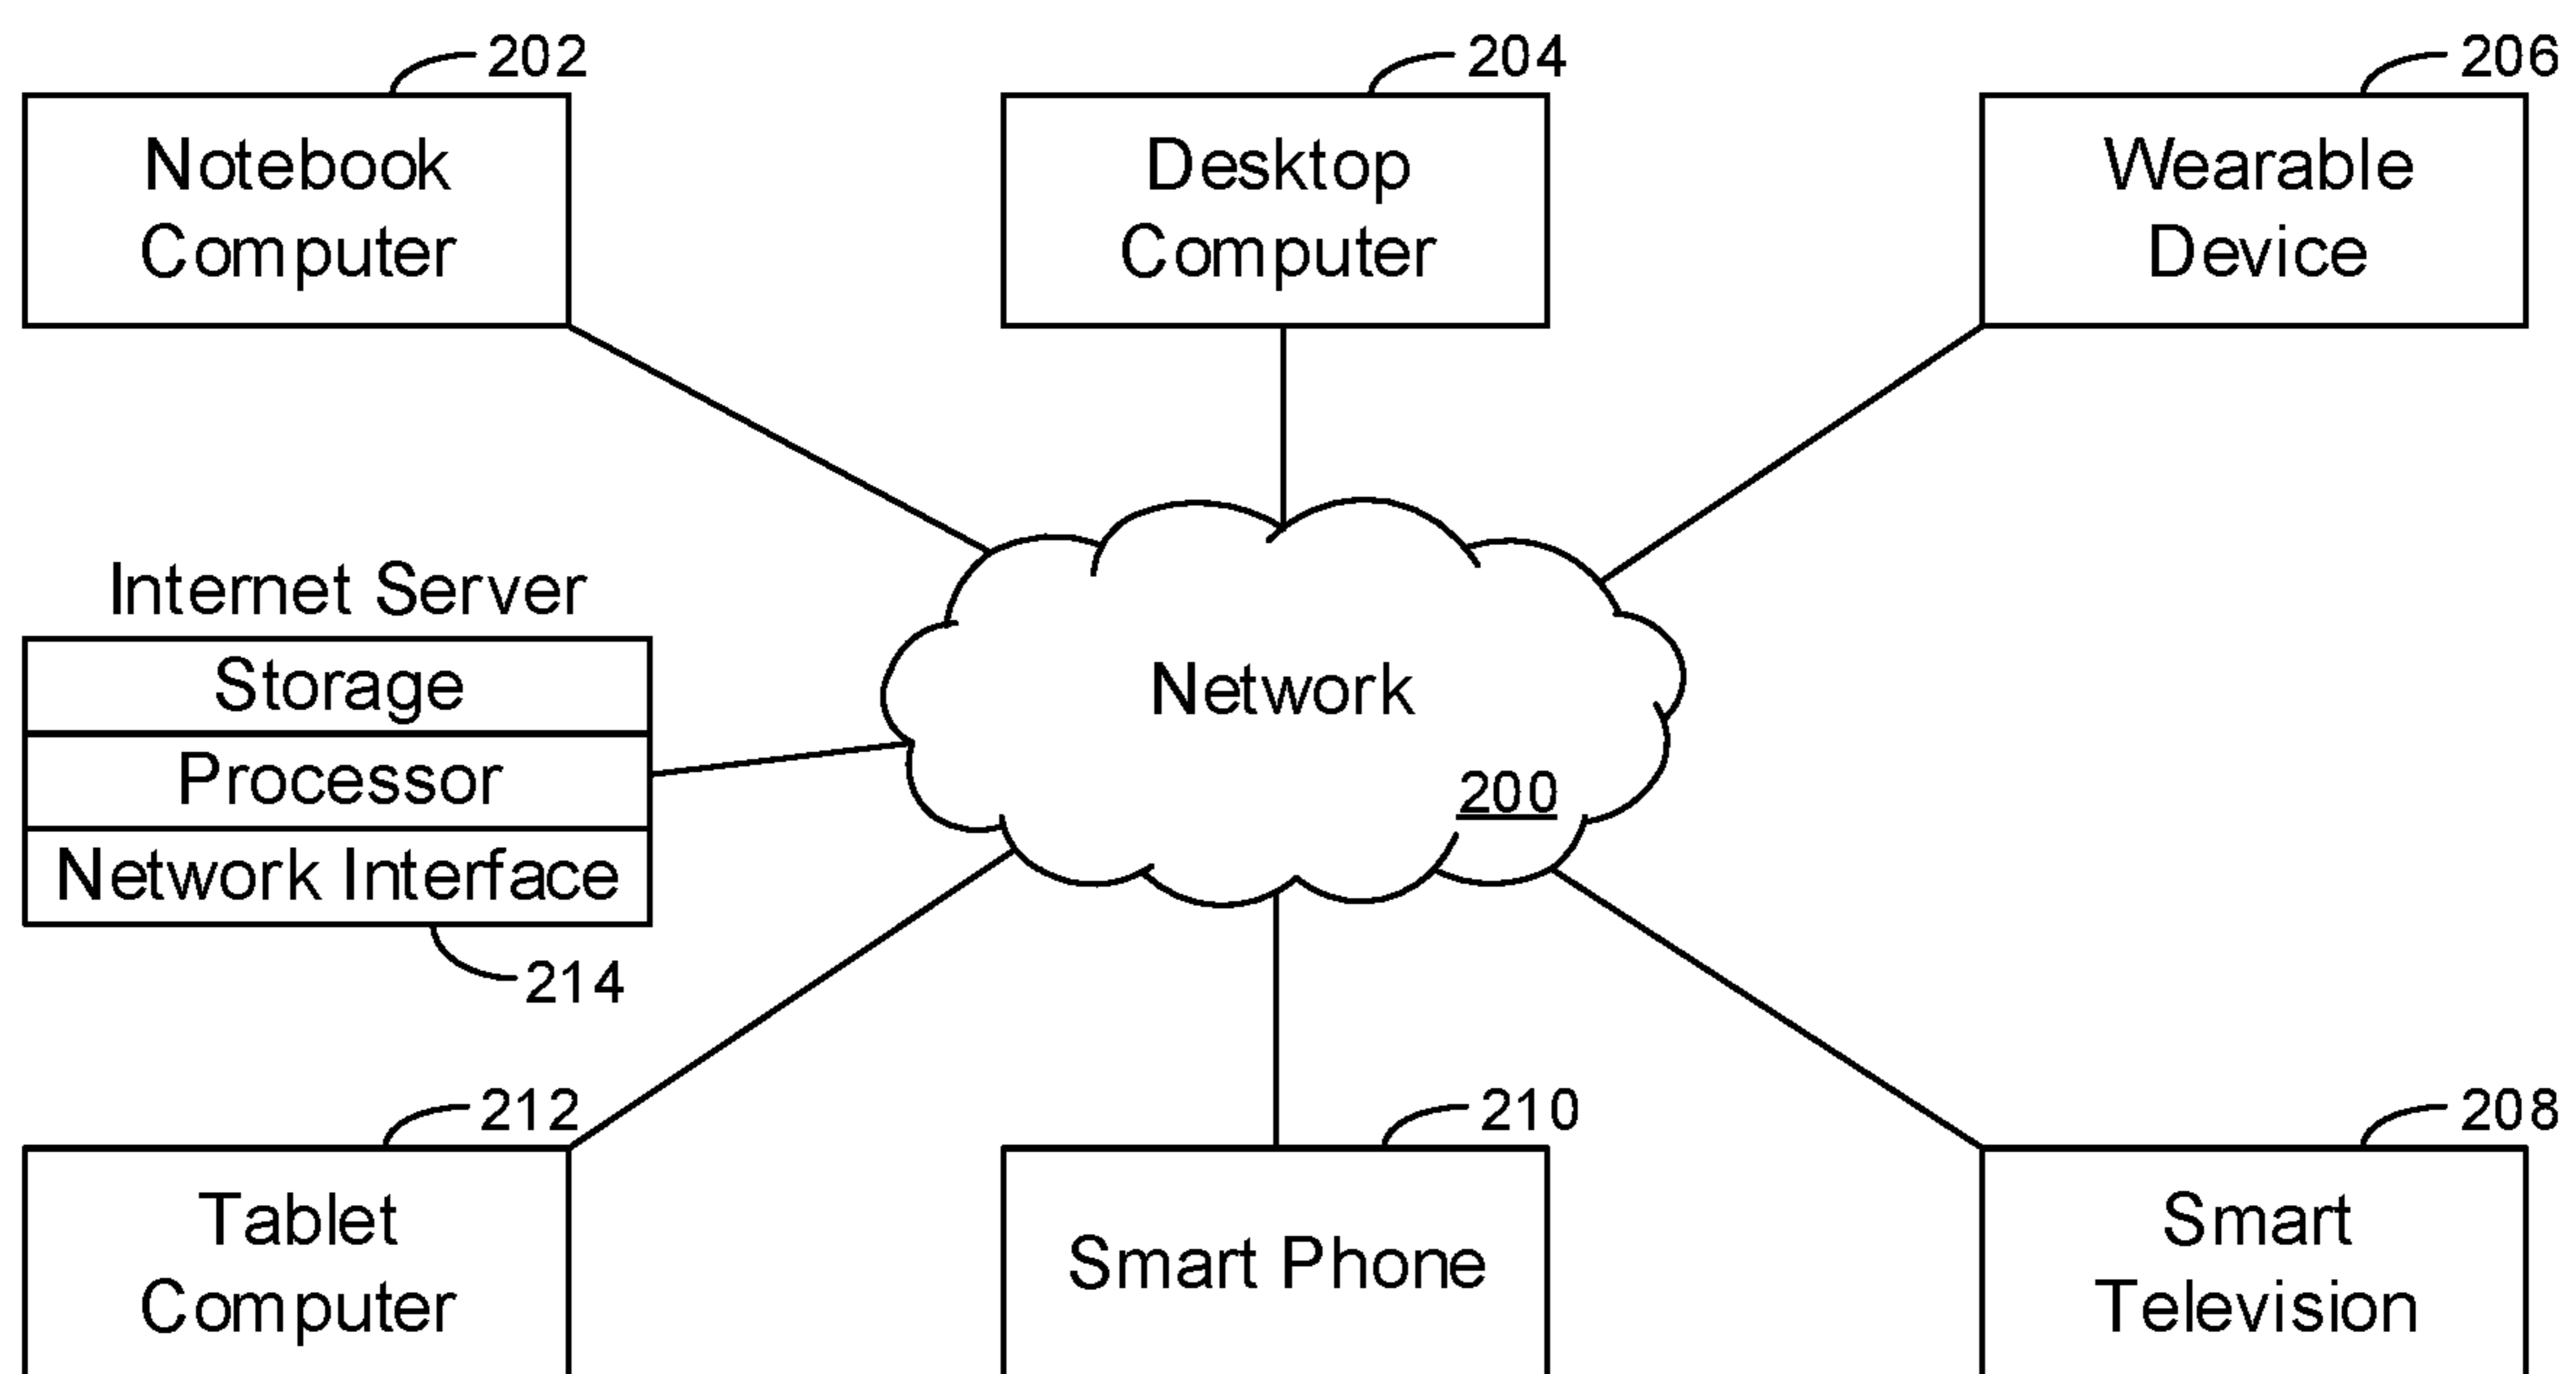 202
204
206
Notebook
Computer
Desktop
Computer
Wearable
Device
Internet Server
Storage
Processor
Network Interface
214
Network
200
212
210
208
Tablet
Computer
Smart Phone
Smart
Television